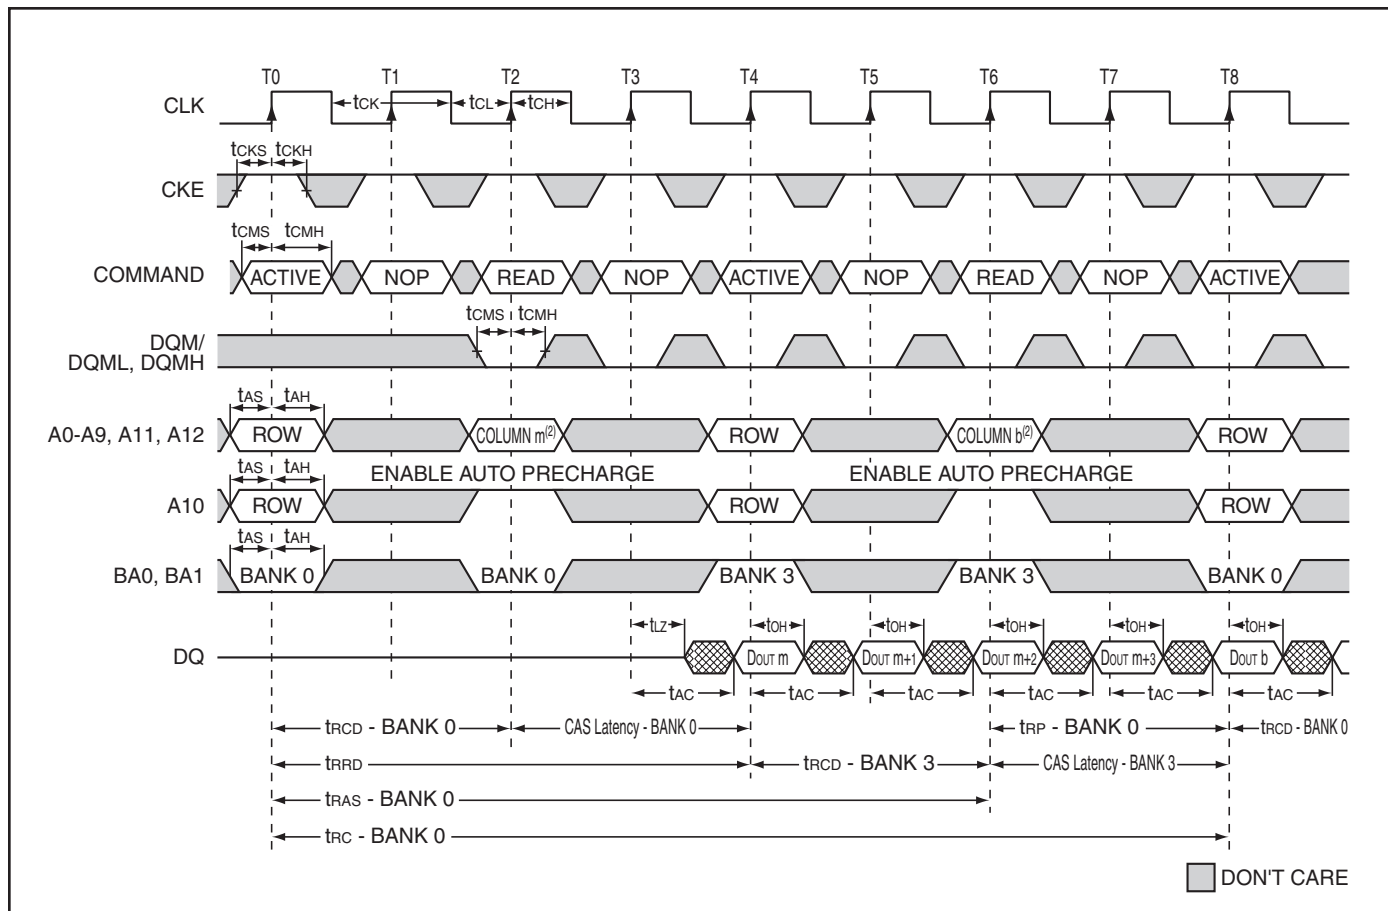 T0 T1 T2 T3 T4 T5 T6 T7 T8
CLK tCK tCL tCH
tCKS tCKH
CKE
tCMS tCMH
COMMAND ACTIVE NOP READ NOP ACTIVE NOP READ NOP ACTIVE
tCMS tCMH
DQM/
DQML, DQMH
tAS tAH
A0-A9, A11, A12 ROW COLUMN m(2) ROW COLUMN b(2) ROW
tAS tAH ENABLE AUTO PRECHARGE ENABLE AUTO PRECHARGE
A10 ROW ROW ROW
tAS tAH
BA0, BA1 BANK 0 BANK 0 BANK 3 BANK 3 BANK 0
tLZ tOH tOH tOH tOH tOH
DQ DOUT m DOUT m+1 DOUT m+2 DOUT m+3 DOUT b
tAC tAC tAC tAC tAC tAC
tRCD - BANK 0 CAS Latency - BANK 0 tRP - BANK 0 tRCD - BANK 0
tRRD tRCD - BANK 3 CAS Latency - BANK 3
tRAS - BANK 0
tRC - BANK 0
DON'T CARE